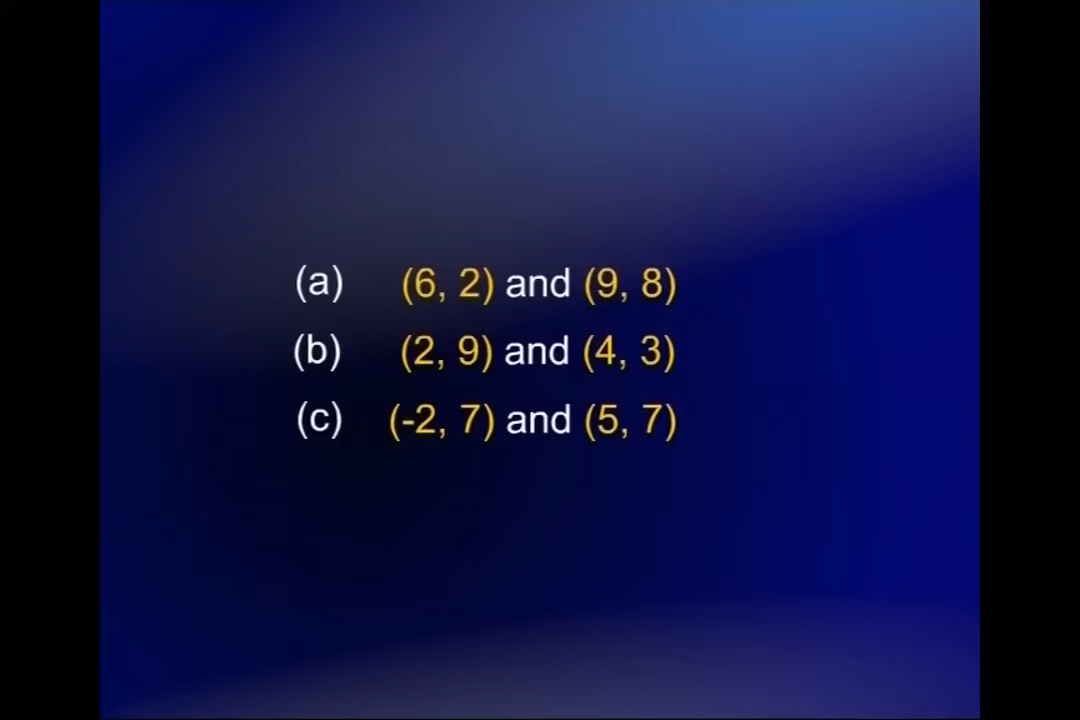 (a) (6, 2) and (9, 8)
(b) (2, 9) and (4, 3)
(c) (-2, 7) and (5, 7)